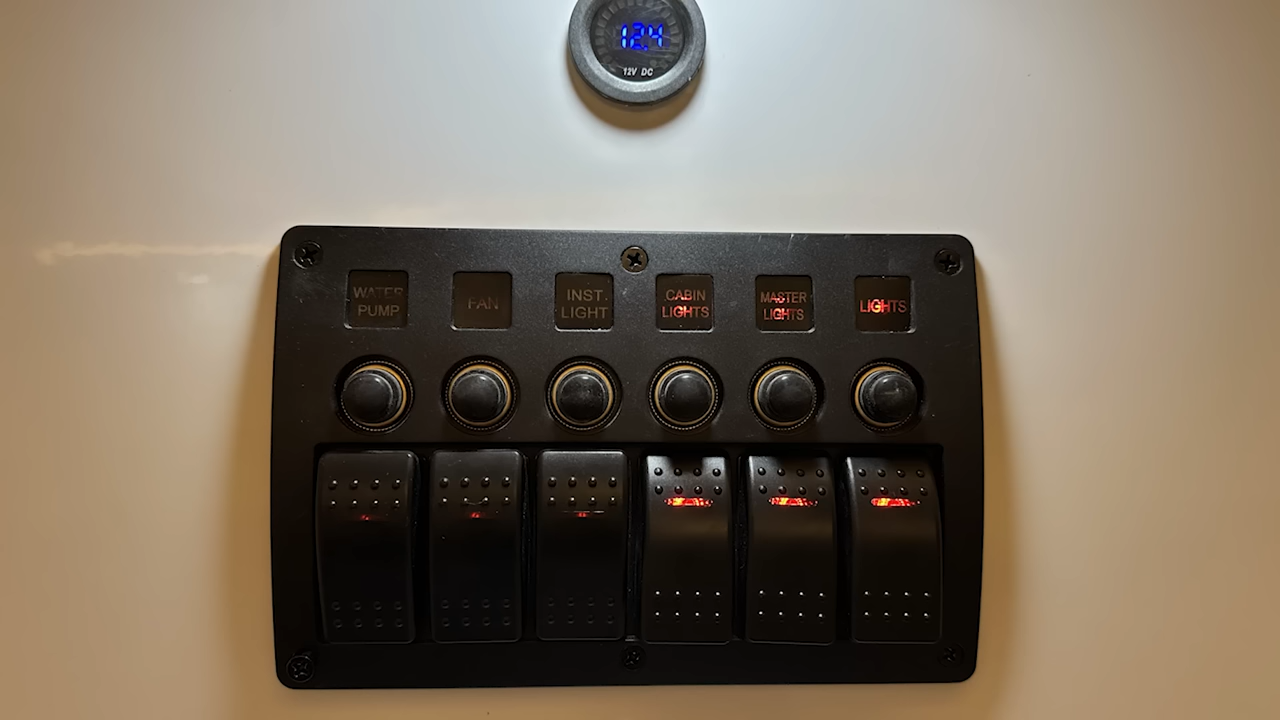 12.4
12V DC
WATER
PUMP
FAN
INST.
LIGHT
CABIN
LIGHTS
MASTER
LIGHTS
LIGHTS